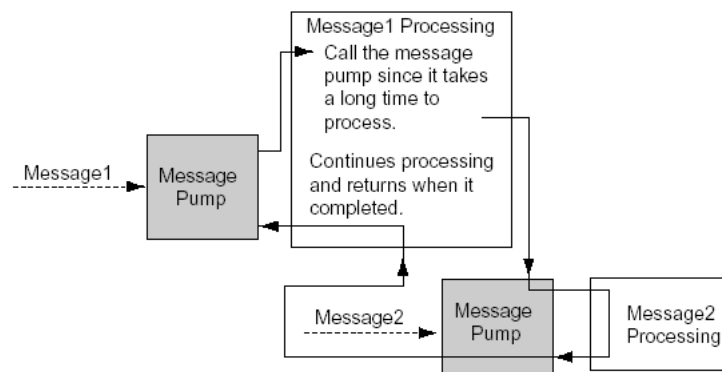 Message1 Processing
Call the message
pump since it takes
a long time to
process.
Continues processing
and returns when it
completed.
Message1
Message
Pump
Message2
Message
Pump
Message2
Processing